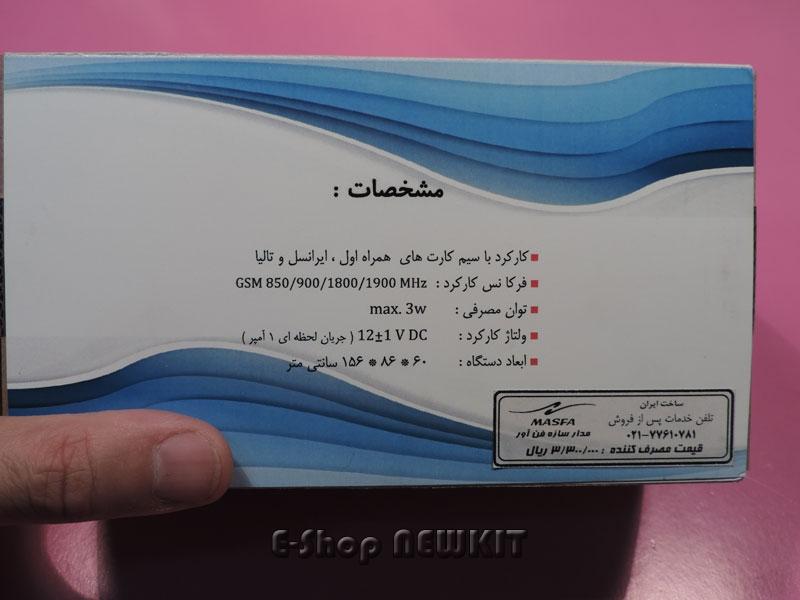 مشخصات :
کارکرد با سیم کارت های همراه اول ، ایرانسل و تالیا
فرکا نس کارکرد : GSM 850/900/1800/1900 MHz
توان مصرفی : max. 3w
ولتاژ کارکرد : 12±1 V DC ( جریان لحظه ای ۱ آمپر )
ابعاد دستگاه : ۶۰ * ۸۶ * ۱۵۶ سانتی متر
ساخت ایران
تلفن خدمات پس از فروش
۰۲۱-۷۷۶۱۰۷۸۱
MASFA
مدار سازه فن آور
قیمت مصرف کننده : ۳/۳۰۰/۰۰۰ ریال
E-Shop NEWKIT